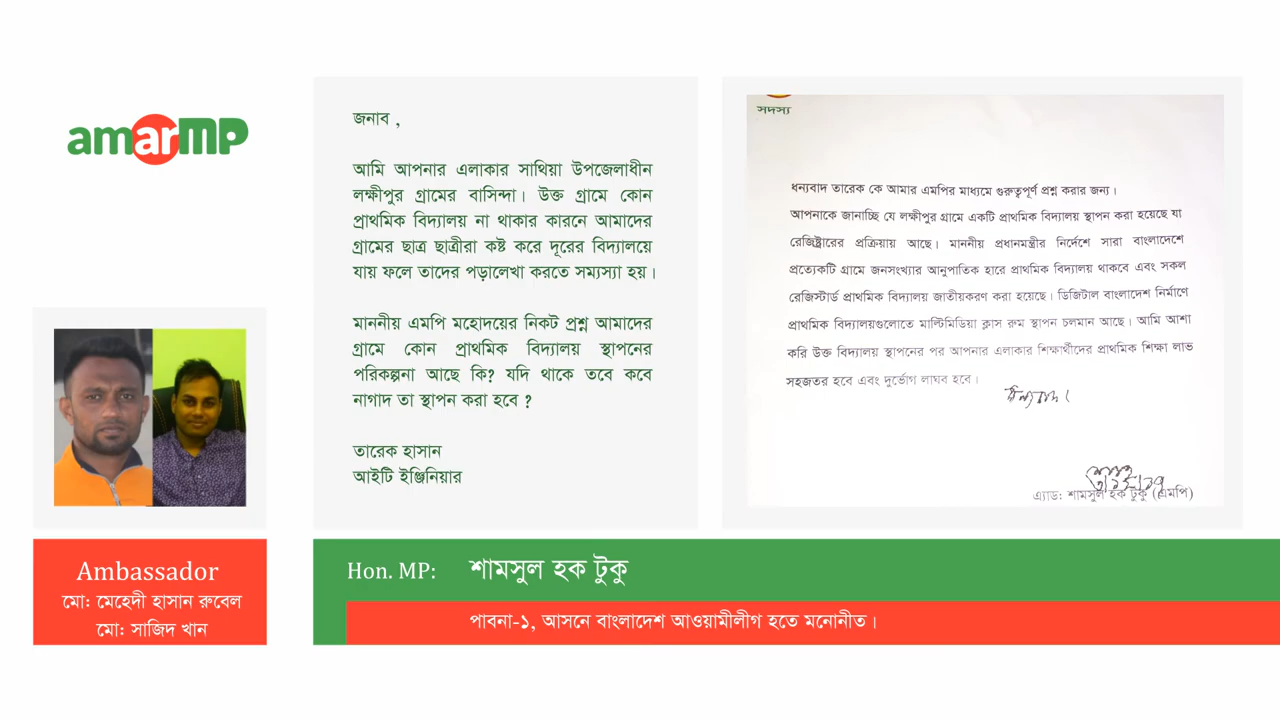 amarMP
জনাব ,
আমি আপনার এলাকার সাথিয়া উপজেলাধীন
লক্ষীপুর গ্রামের বাসিন্দা। উক্ত গ্রামে কোন
প্রাথমিক বিদ্যালয় না থাকার কারনে আমাদের
গ্রামের ছাত্র ছাত্রীরা কষ্ট করে দূরের বিদ্যালয়ে
যায় ফলে তাদের পড়ালেখা করতে সম্যস্যা হয়।
মাননীয় এমপি মহোদয়ের নিকট প্রশ্ন আমাদের
গ্রামে কোন প্রাথমিক বিদ্যালয় স্থাপনের
পরিকল্পনা আছে কি? যদি থাকে তবে কবে
নাগাদ তা স্থাপন করা হবে ?
তারেক হাসান
আইটি ইঞ্জিনিয়ার
সদস্য
ধন্যবাদ তারেক কে আমার এমপির মাধ্যমে গুরুত্বপূর্ণ প্রশ্ন করার জন্য।
আপনাকে জানাচ্ছি যে লক্ষীপুর গ্রামে একটি প্রাথমিক বিদ্যালয় স্থাপন করা হয়েছে যা
রেজিষ্ট্রারের প্রক্রিয়ায় আছে। মাননীয় প্রধানমন্ত্রীর নির্দেশে সারা বাংলাদেশে
প্রত্যেকটি গ্রামে জনসংখ্যার আনুপাতিক হারে প্রাথমিক বিদ্যালয় থাকবে এবং সকল
রেজিস্টার্ড প্রাথমিক বিদ্যালয় জাতীয়করণ করা হয়েছে। ডিজিটাল বাংলাদেশ নির্মাণে
প্রাথমিক বিদ্যালয়গুলোতে মাল্টিমিডিয়া ক্লাস রুম স্থাপন চলমান আছে। আমি আশা
করি উক্ত বিদ্যালয় স্থাপনের পর আপনার এলাকার শিক্ষার্থীদের প্রাথমিক শিক্ষা লাভ
সহজতর হবে এবং দুর্ভোগ লাঘব হবে।
ধন্যবাদ।
এ্যাড: শামসুল হক টুকু (এমপি)
Ambassador
মো: মেহেদী হাসান রুবেল
মো: সাজিদ খান
Hon. MP: শামসুল হক টুকু
পাবনা-১, আসনে বাংলাদেশ আওয়ামীলীগ হতে মনোনীত।